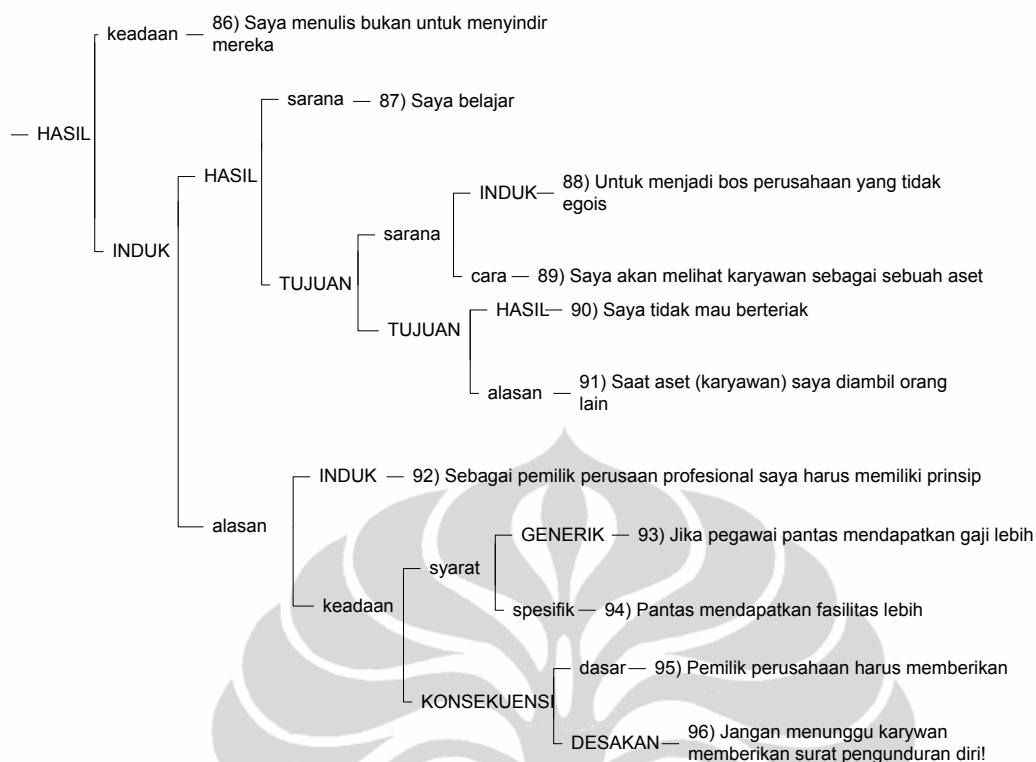 keadaan — 86) Saya menulis bukan untuk menyindir
mereka
sarana — 87) Saya belajar
— HASIL
HASIL
INDUK — 88) Untuk menjadi bos perusahaan yang tidak
egois
sarana
INDUK
cara — 89) Saya akan melihat karyawan sebagai sebuah aset
TUJUAN
HASIL — 90) Saya tidak mau berteriak
TUJUAN
alasan — 91) Saat aset (karyawan) saya diambil orang
lain
INDUK — 92) Sebagai pemilik perusaan profesional saya harus memiliki prinsip
alasan
GENERIK — 93) Jika pegawai pantas mendapatkan gaji lebih
syarat
keadaan
spesifik — 94) Pantas mendapatkan fasilitas lebih
dasar — 95) Pemilik perusahaan harus memberikan
KONSEKUENSI
DESAKAN — 96) Jangan menunggu karywan
memberikan surat pengunduran diri!